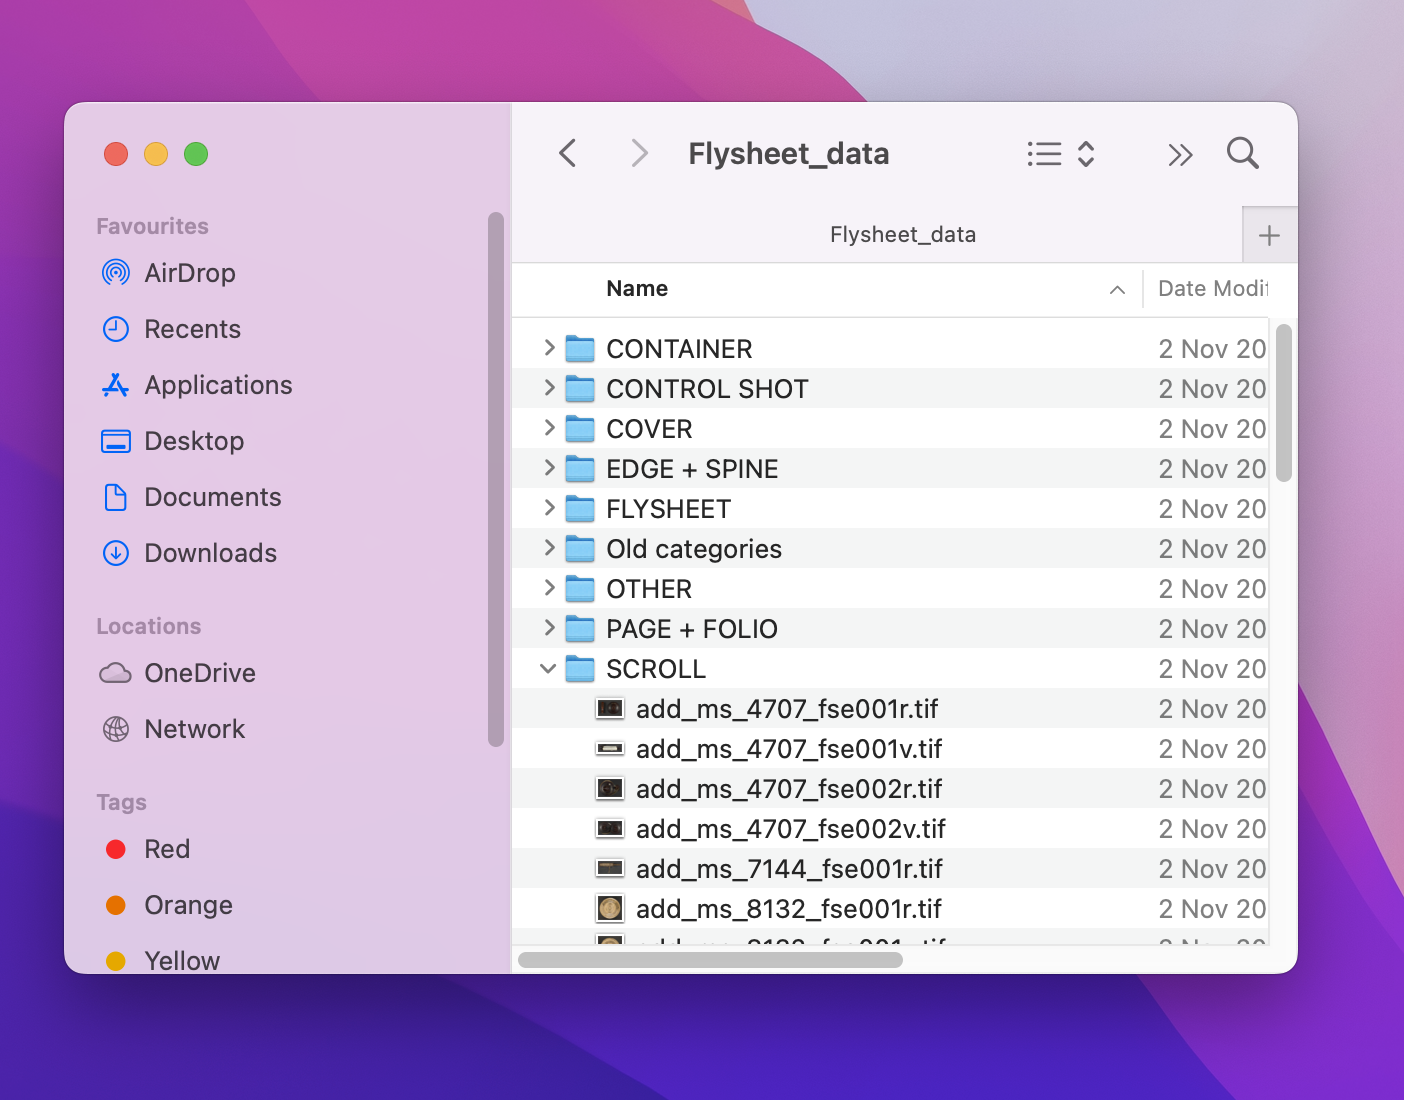 Flysheet_data
Flysheet_data
Favourites
AirDrop
Recents
Applications
Desktop
Documents
Downloads
Locations
OneDrive
Network
Tags
Red
Orange
Yellow
Name Date Modif
CONTAINER 2 Nov 20
CONTROL SHOT 2 Nov 20
COVER 2 Nov 20
EDGE + SPINE 2 Nov 20
FLYSHEET 2 Nov 20
Old categories 2 Nov 20
OTHER 2 Nov 20
PAGE + FOLIO 2 Nov 20
SCROLL 2 Nov 20
add_ms_4707_fse001r.tif 2 Nov 20
add_ms_4707_fse001v.tif 2 Nov 20
add_ms_4707_fse002r.tif 2 Nov 20
add_ms_4707_fse002v.tif 2 Nov 20
add_ms_7144_fse001r.tif 2 Nov 20
add_ms_8132_fse001r.tif 2 Nov 20